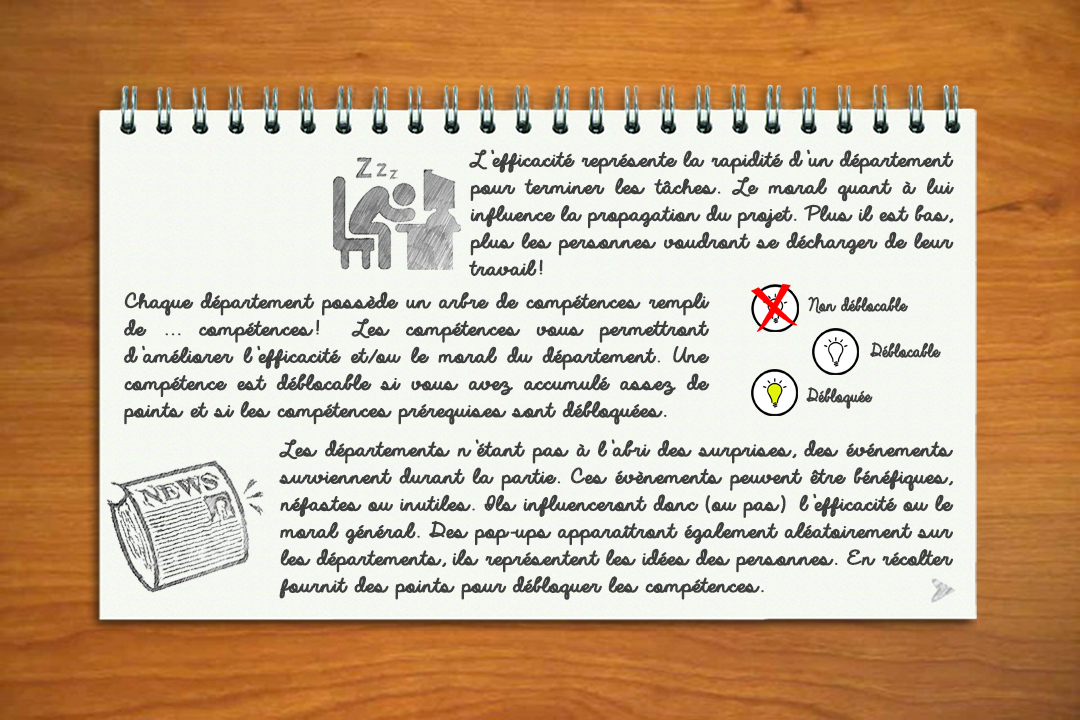 Zzz
L'efficacité représente la rapidité d'un département
pour terminer les tâches. Le moral quant à lui
influence la propagation du projet. Plus il est bas,
plus les personnes voudront se décharger de leur
travail!
Chaque département possède un arbre de compétences rempli
de ... compétences! Les compétences vous permettront
d'améliorer l'efficacité et/ou le moral du département. Une
compétence est débloquable si vous avez accumulé assez de
points et si les compétences prérequises sont débloquées.
Non déblocable
Déblocable
Débloquée
NEWS
Les départements n'étant pas à l'abri des surprises, des événements
surviennent durant la partie. Ces évènements peuvent être bénéfiques,
néfastes ou inutiles. Ils influenceront donc (ou pas) l'efficacité ou le
moral général. Des pop-ups apparaîtront également aléatoirement sur
les départements, ils représentent les idées des personnes. En récolter
fournit des points pour débloquer les compétences.